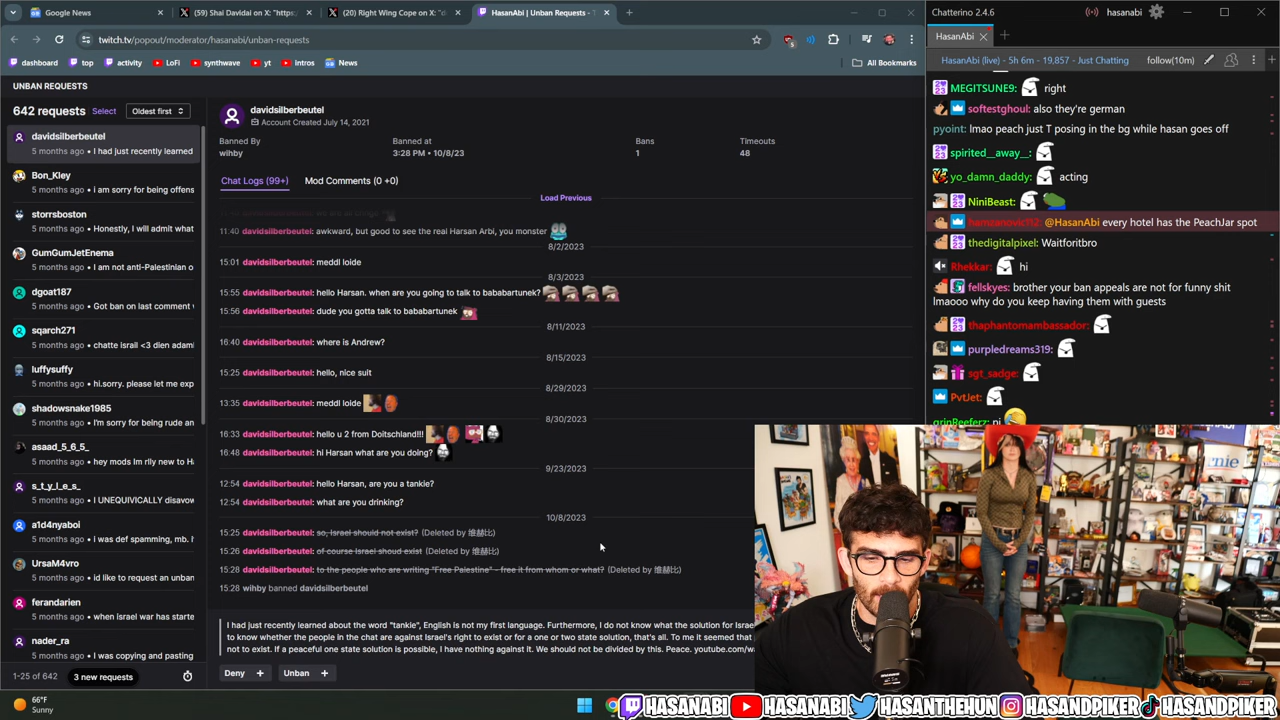 Google News
(59) Shai Davidai on X: "https:
(20) Right Wing Cope on X: "d
HasanAbi | Unban Requests - T
twitch.tv/popout/moderator/hasanabi/unban-requests
dashboard
top
activity
LoFi
synthwave
yt
intros
News
All Bookmarks
UNBAN REQUESTS
642 requests
Select
Oldest first
davidsilberbeutel
5 months ago • I had just recently learned
Bon_Kley
5 months ago • i am sorry for being offens
storrsboston
5 months ago • Honestly, I will admit what
GumGumJetEnema
5 months ago • I am not anti-Palestinian o
dgoat187
5 months ago • Got ban on last comment
sqarch271
5 months ago • chatte israil <3 dien adaml
luffysuffy
5 months ago • hi.sorry. please let me exp
shadowsnake1985
5 months ago • I'm sorry for being rude an
asaad_5_6_5_
5 months ago • hey mods Im rlly new to H
s_t_y_l_e_s_
5 months ago • I UNEQUIVICALLY disavow
a1d4nyaboi
5 months ago • I was def spamming, mb. I
UrsaM4vro
5 months ago • id like to request an unban
ferandarien
5 months ago • when Israel war has starte
nader_ra
5 months ago • I was copying and pasting
1-25 of 642
3 new requests
davidsilberbeutel
Account Created July 14, 2021
Banned By
wihby
Banned at
3:28 PM • 10/8/23
Bans
1
Timeouts
48
Chat Logs (99+)
Mod Comments (0 +0)
Load Previous
11:40 davidsilberbeutel: awkward, but good to see the real Harsan Arbi, you monster
8/2/2023
15:01 davidsilberbeutel: meddl loide
8/3/2023
15:55 davidsilberbeutel: hello Harsan. when are you going to talk to bababartunek?
15:56 davidsilberbeutel: dude you gotta talk to bababartunek
8/11/2023
16:40 davidsilberbeutel: where is Andrew?
8/15/2023
15:25 davidsilberbeutel: hello, nice suit
8/29/2023
13:35 davidsilberbeutel: meddl loide
8/30/2023
16:33 davidsilberbeutel: hello u 2 from Doitschland!!!
16:48 davidsilberbeutel: hi Harsan what are you doing?
9/23/2023
12:54 davidsilberbeutel: hello Harsan, are you a tankie?
12:54 davidsilberbeutel: what are you drinking?
10/8/2023
15:25 davidsilberbeutel: so, Israel should not exist? (Deleted by 维赫比)
15:26 davidsilberbeutel: of course Israel shoud exist (Deleted by 维赫比)
15:28 davidsilberbeutel: to the people who are writing "Free Palestine" - free it from whom or what? (Deleted by 维赫比)
15:28 wihby banned davidsilberbeutel
I had just recently learned about the word "tankie", English is not my first language. Furthermore, I do not know what the solution for Israe
to know whether the people in the chat are against Israel's right to exist or for a one or two state solution, that's all. To me it seemed that
not to exist. If a peaceful one state solution is possible, I have nothing against it. We should not be divided by this. Peace. youtube.com/wa
Deny +
Unban +
Chatterino 2.4.6
hasanabi
HasanAbi
HasanAbi (live) - 5h 6m - 19,857 - Just Chatting
follow(10m)
MEGITSUNE9: right
softestghoul: also they're german
pyoint: lmao peach just T posing in the bg while hasan goes off
spirited__away__:
yo_damn_daddy: acting
NiniBeast:
hamzanovic112: @HasanAbi every hotel has the PeachJar spot
thedigitalpixel: Waitforitbro
Rhekkar: hi
fellskyes: brother your ban appeals are not for funny shit
lmaooo why do you keep having them with guests
thaphantomambassador:
purpledreams319:
sgt_sadge:
PvtJet:
66°F
Sunny
HASANABI
HASANABI
HASANTHEHUN
HASANDPIKER
HASANDPIKER